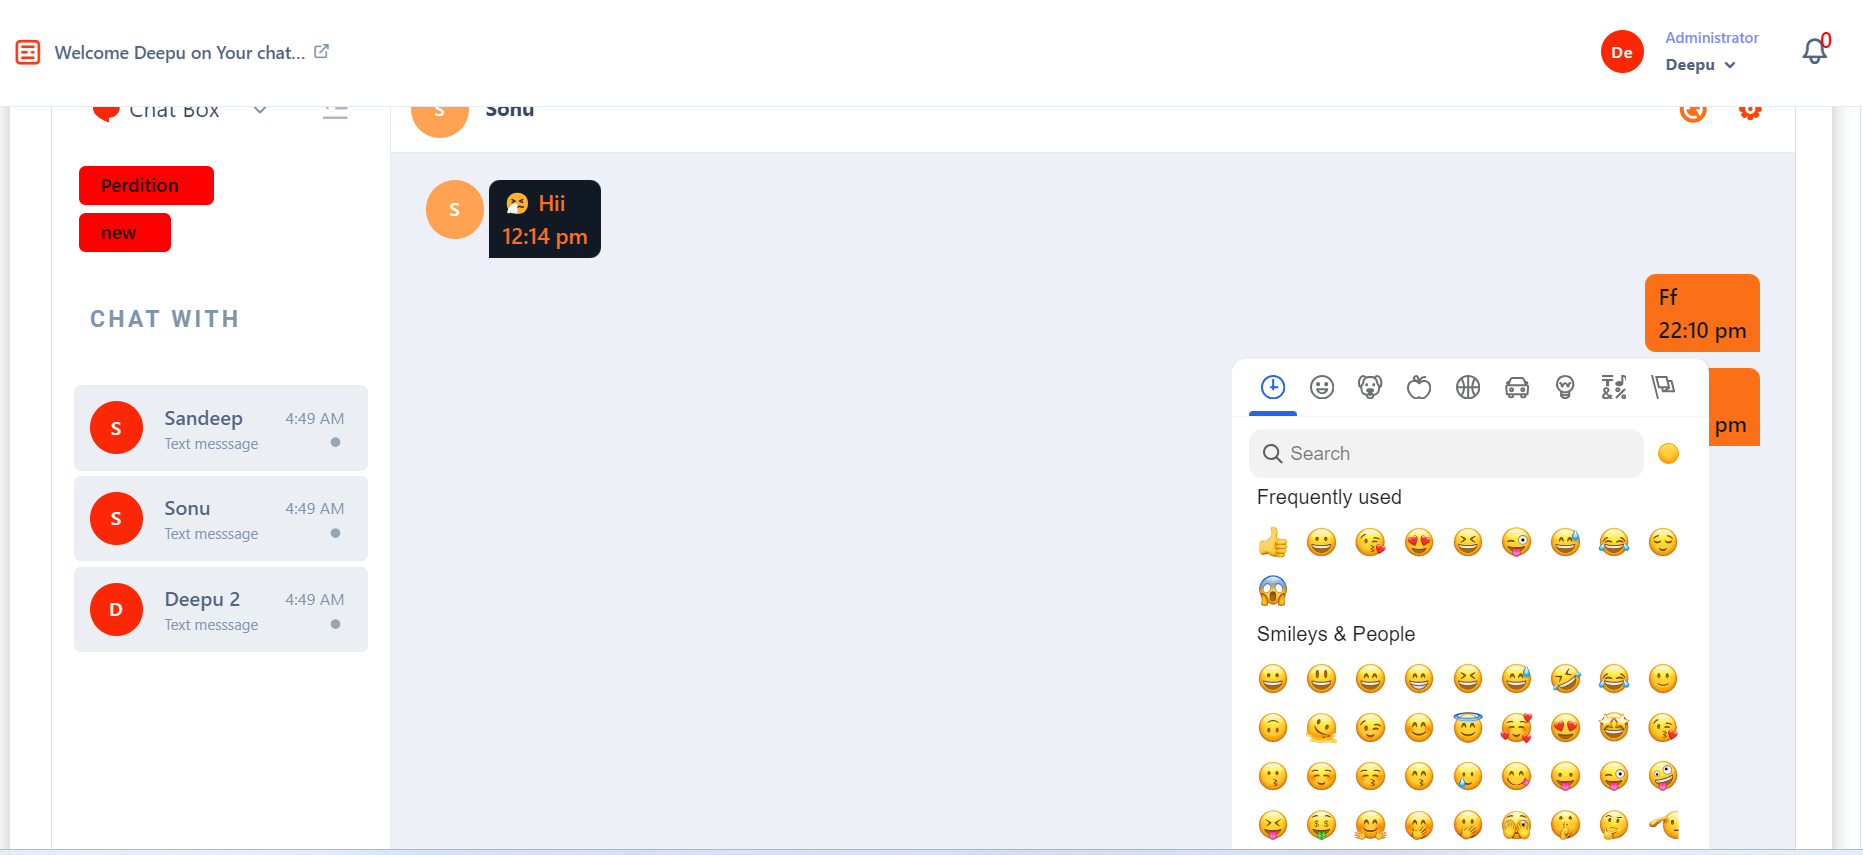 Welcome Deepu on Your chat...
De
Administrator
Deepu
0
Chat Box
S
Sonu
Perdition
new
CHAT WITH
S
Sandeep
4:49 AM
Text messsage
S
Sonu
4:49 AM
Text messsage
D
Deepu 2
4:49 AM
Text messsage
S
🤧 Hii
12:14 pm
Ff
22:10 pm
pm
Search
Frequently used
Smileys & People